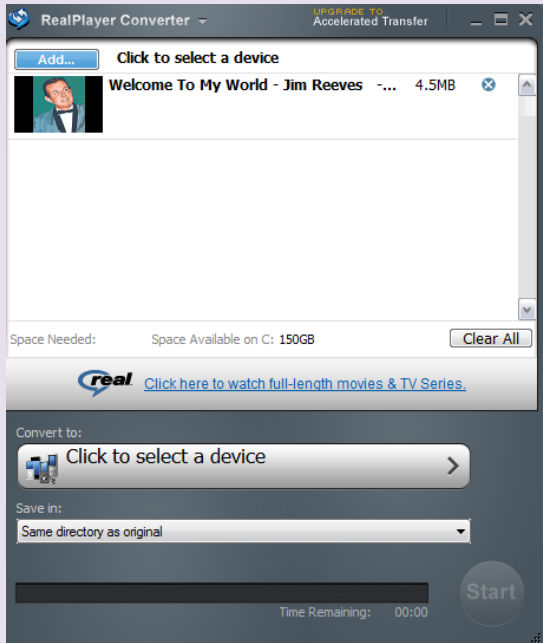 RealPlayer Converter
UPGRADE TO
Accelerated Transfer
Add...
Click to select a device
Welcome To My World - Jim Reeves -... 4.5MB
Space Needed: Space Available on C: 150GB
Clear All
real
Click here to watch full-length movies & TV Series.
Convert to:
Click to select a device
Save in:
Same directory as original
Start
Time Remaining: 00:00